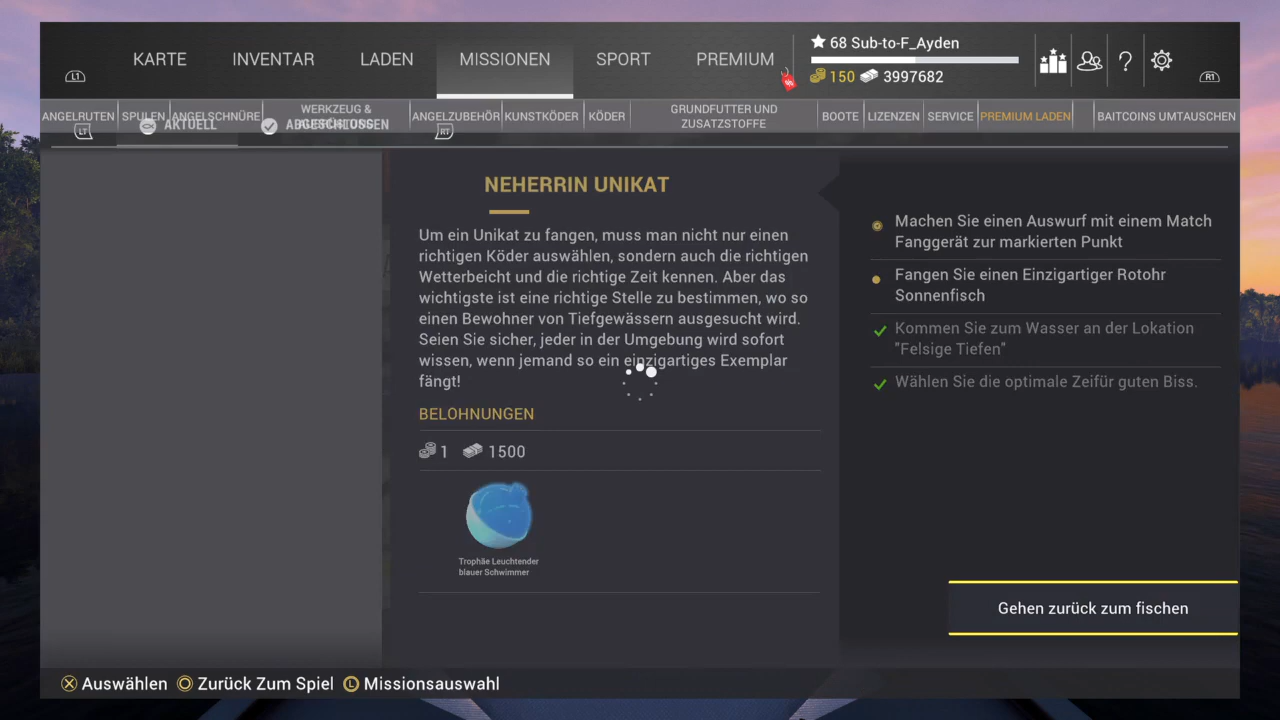 KARTE INVENTAR LADEN MISSIONEN SPORT PREMIUM
68 Sub-to-F_Ayden
150 3997682
L1
R1
ANGELRUTEN SPULEN ANGELSCHNÜRE WERKZEUG & ANGELZUBEHÖR KUNSTKÖDER KÖDER GRUNDFUTTER UND ZUSATZSTOFFE BOOTE LIZENZEN SERVICE PREMIUM LADEN BAITCOINS UMTAUSCHEN
LT AKTUELL ABGESCHLOSSEN RT
NEHERRIN UNIKAT
Um ein Unikat zu fangen, muss man nicht nur einen
richtigen Köder auswählen, sondern auch die richtigen
Wetterbeicht und die richtige Zeit kennen. Aber das
wichtigste ist eine richtige Stelle zu bestimmen, wo so
einen Bewohner von Tiefgewässern ausgesucht wird.
Seien Sie sicher, jeder in der Umgebung wird sofort
wissen, wenn jemand so ein einzigartiges Exemplar
fängt!
BELOHNUNGEN
1 1500
Trophäe Leuchtender
blauer Schwimmer
Machen Sie einen Auswurf mit einem Match
Fanggerät zur markierten Punkt
Fangen Sie einen Einzigartiger Rotohr
Sonnenfisch
Kommen Sie zum Wasser an der Lokation
"Felsige Tiefen"
Wählen Sie die optimale Zeifür guten Biss.
Gehen zurück zum fischen
Auswählen Zurück Zum Spiel L Missionsauswahl